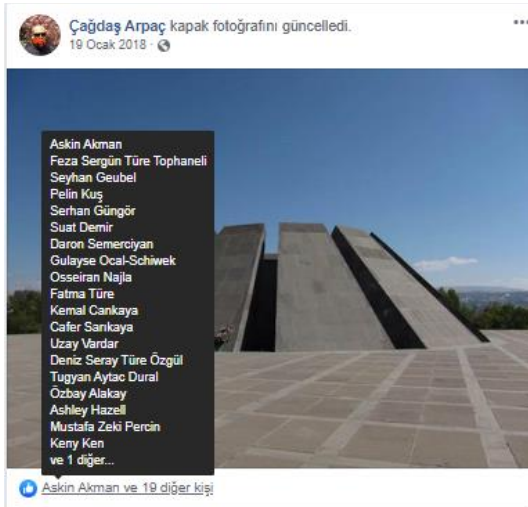 Çağdaş Arpaç kapak fotoğrafını güncelledi.
19 Ocak 2018 ·
Askin Akman
Feza Sergün Türe Tophaneli
Seyhan Geubel
Pelin Kuş
Serhan Güngör
Suat Demir
Daron Semerciyan
Gulayse Ocal-Schiwek
Osseiran Najla
Fatma Türe
Kemal Cankaya
Cafer Sarıkaya
Uzay Vardar
Deniz Seray Türe Özgül
Tugyan Aytac Dural
Özbay Alakay
Ashley Hazell
Mustafa Zeki Percin
Keny Ken
ve 1 diğer...
Askin Akman ve 19 diğer kişi